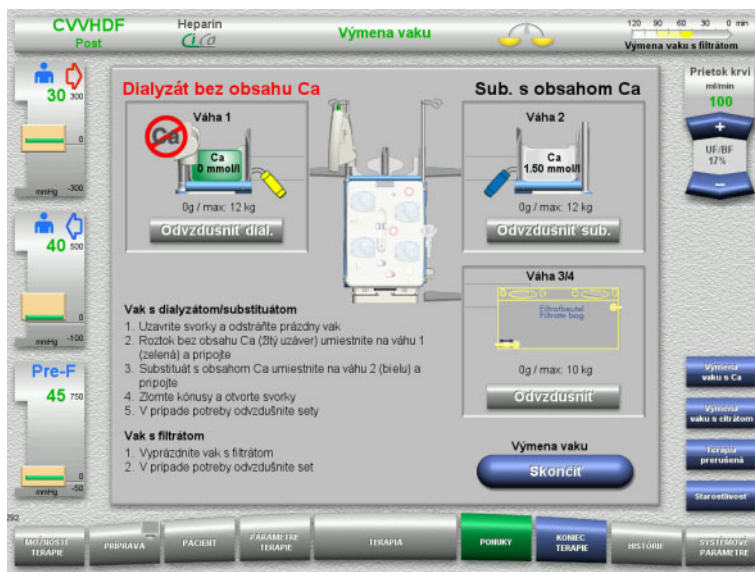 CVVHDF
Post
Heparin
CiCa
Výmena vaku
120 90 60 30 0 min
Výmena vaku s filtrátom
30 300
0
mmHg -300
40 500
0
mmHg -100
Pre-F
45 750
0
mmHg -50
Dialyzát bez obsahu Ca
Sub. s obsahom Ca
Váha 1
Ca
Ca
0 mmol/l
0g / max: 12 kg
Odvzdušniť dial.
Váha 2
Ca
1.50 mmol/l
0g / max: 12 kg
Odvzdušniť sub.
Váha 3/4
Filtratbeutel
Filtrate bag
0g / max: 10 kg
Odvzdušniť
Vak s dialyzátom/substituátom
1. Uzavrite svorky a odstráňte prázdny vak
2. Roztok bez obsahu Ca (žltý uzáver) umiestnite na váhu 1
(zelená) a pripojte
3. Substituát s obsahom Ca umiestnite na váhu 2 (bielu) a
pripojte
4. Zlomte kónusy a otvorte svorky
5. V prípade potreby odvzdušnite sety
Vak s filtrátom
1. Vyprázdnite vak s filtrátom
2. V prípade potreby odvzdušnite set
Výmena vaku
Skončiť
Prietok krvi
ml/min
100
+
UF/BF
17%
−
Výmena
vaku s Ca
Výmena
vaku s citrátom
Terapia
prerušená
Starostlivosť
292
MOŽNOSTI
TERAPIE
PRÍPRAVA
PACIENT
PARAMETRE
TERAPIE
TERAPIA
PONUKY
KONIEC
TERAPIE
HISTÓRIE
SYSTÉMOVÉ
PARAMETRE